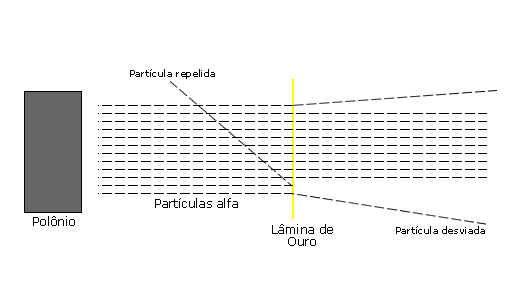 Partícula repelida
Partículas alfa
Polônio
Lâmina de
Ouro
Partícula desviada